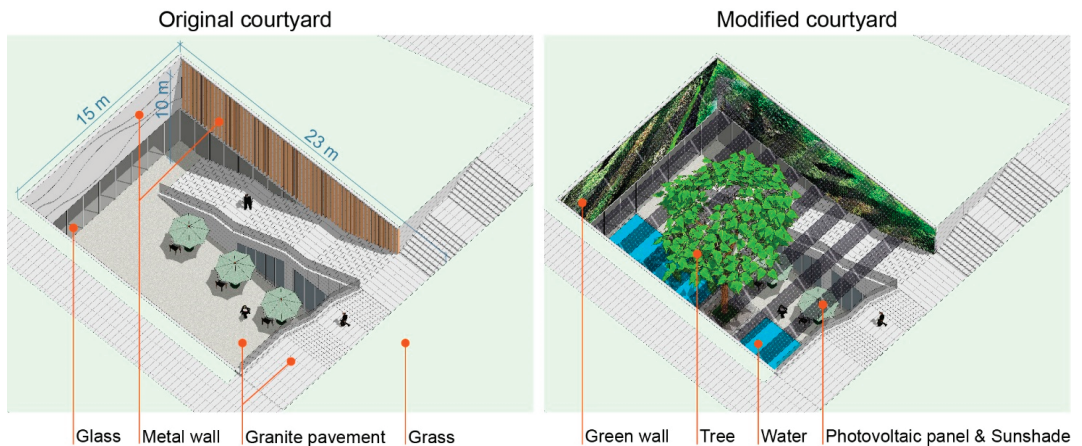 Original courtyard
Modified courtyard
15 m
10 m
23 m
Glass
Metal wall
Granite pavement
Grass
Green wall
Tree
Water
Photovoltaic panel & Sunshade